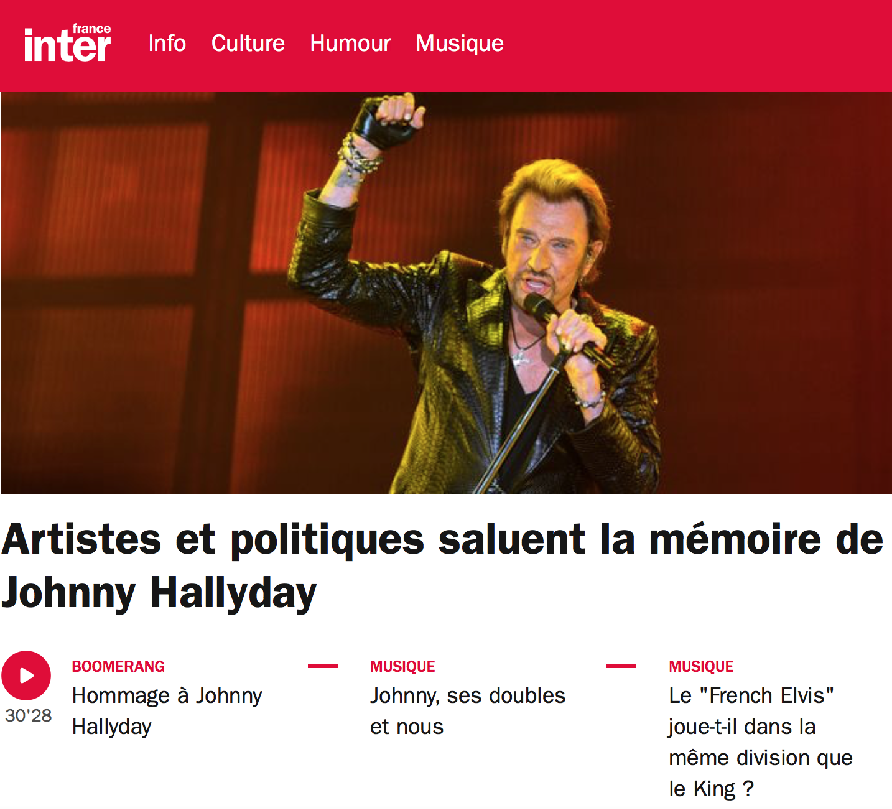 france
inter
Info Culture Humour Musique
Artistes et politiques saluent la mémoire de
Johnny Hallyday
30'28
BOOMERANG
Hommage à Johnny
Hallyday
MUSIQUE
Johnny, ses doubles
et nous
MUSIQUE
Le "French Elvis"
joue-t-il dans la
même division que
le King ?